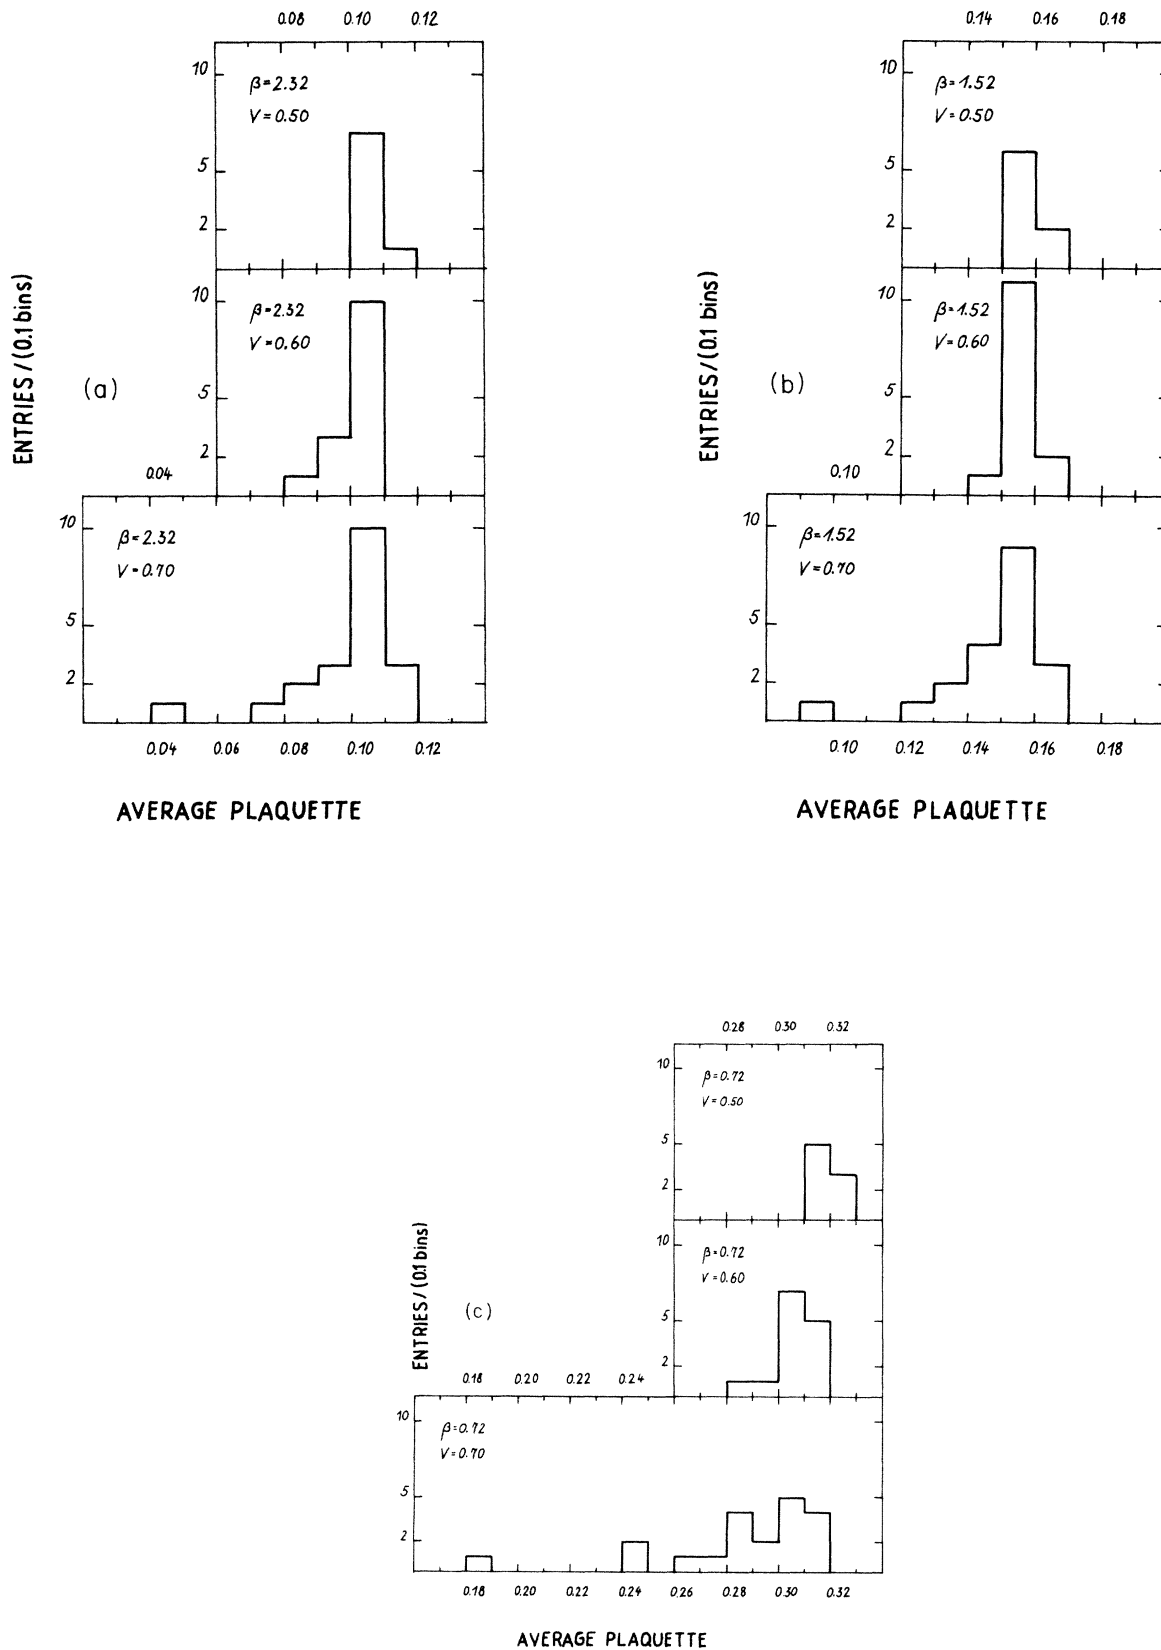 0.08 0.10 0.12
10
β=2.32
V=0.50
5
2
10
β=2.32
V=0.60
5
2
0.04
10
β=2.32
V=0.70
5
2
0.04 0.06 0.08 0.10 0.12
ENTRIES/(0.1 bins)
(a)
AVERAGE PLAQUETTE
0.14 0.16 0.18
10
β=1.52
V=0.50
5
2
10
β=1.52
V=0.60
5
2
0.10
10
β=1.52
V=0.70
5
2
0.10 0.12 0.14 0.16 0.18
ENTRIES/(0.1 bins)
(b)
AVERAGE PLAQUETTE
0.28 0.30 0.32
10
β=0.72
V=0.50
5
2
10
β=0.72
V=0.60
5
2
0.18 0.20 0.22 0.24
10
β=0.72
V=0.70
5
2
0.18 0.20 0.22 0.24 0.26 0.28 0.30 0.32
ENTRIES/(0.1 bins)
(c)
AVERAGE PLAQUETTE